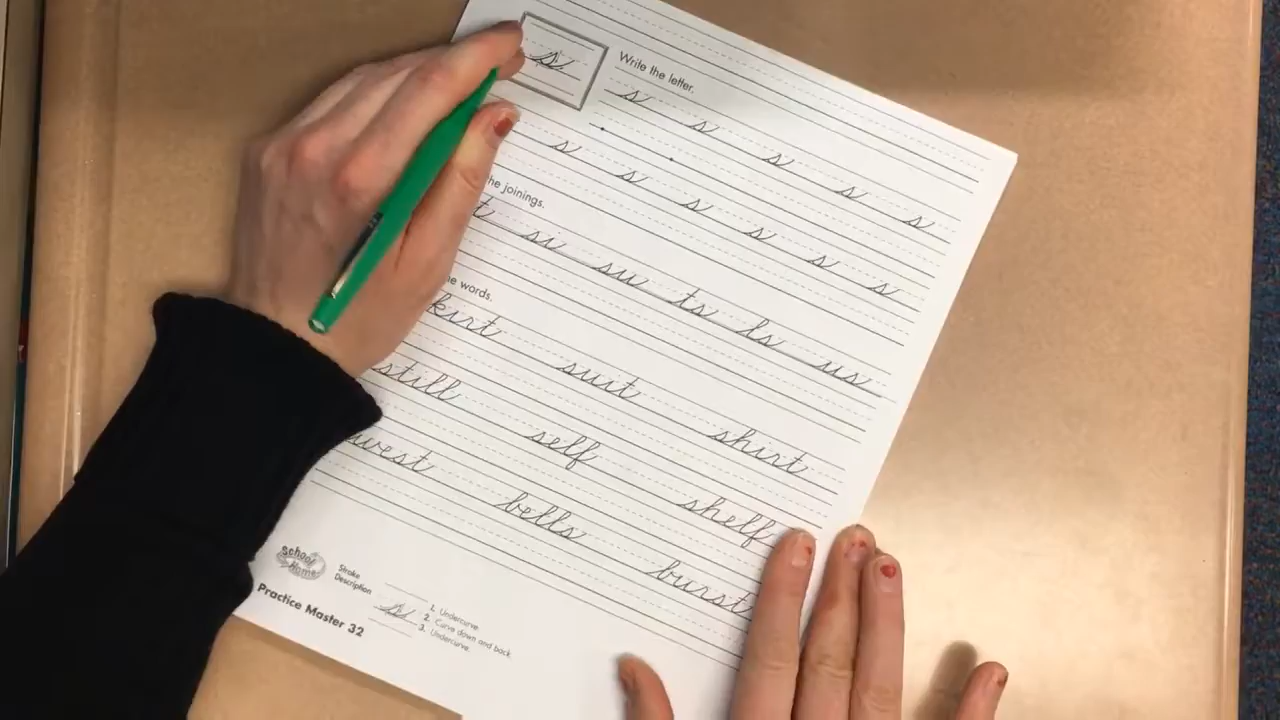 s
Write the letter.
s s s s s
s s s s s s
he joinings.
si su ts ls us
e words.
kirt suit shirt
still self shelf
west bells burst
School Home
Stroke Description
s
1. Undercurve.
2. Curve down and back.
3. Undercurve.
Practice Master 32